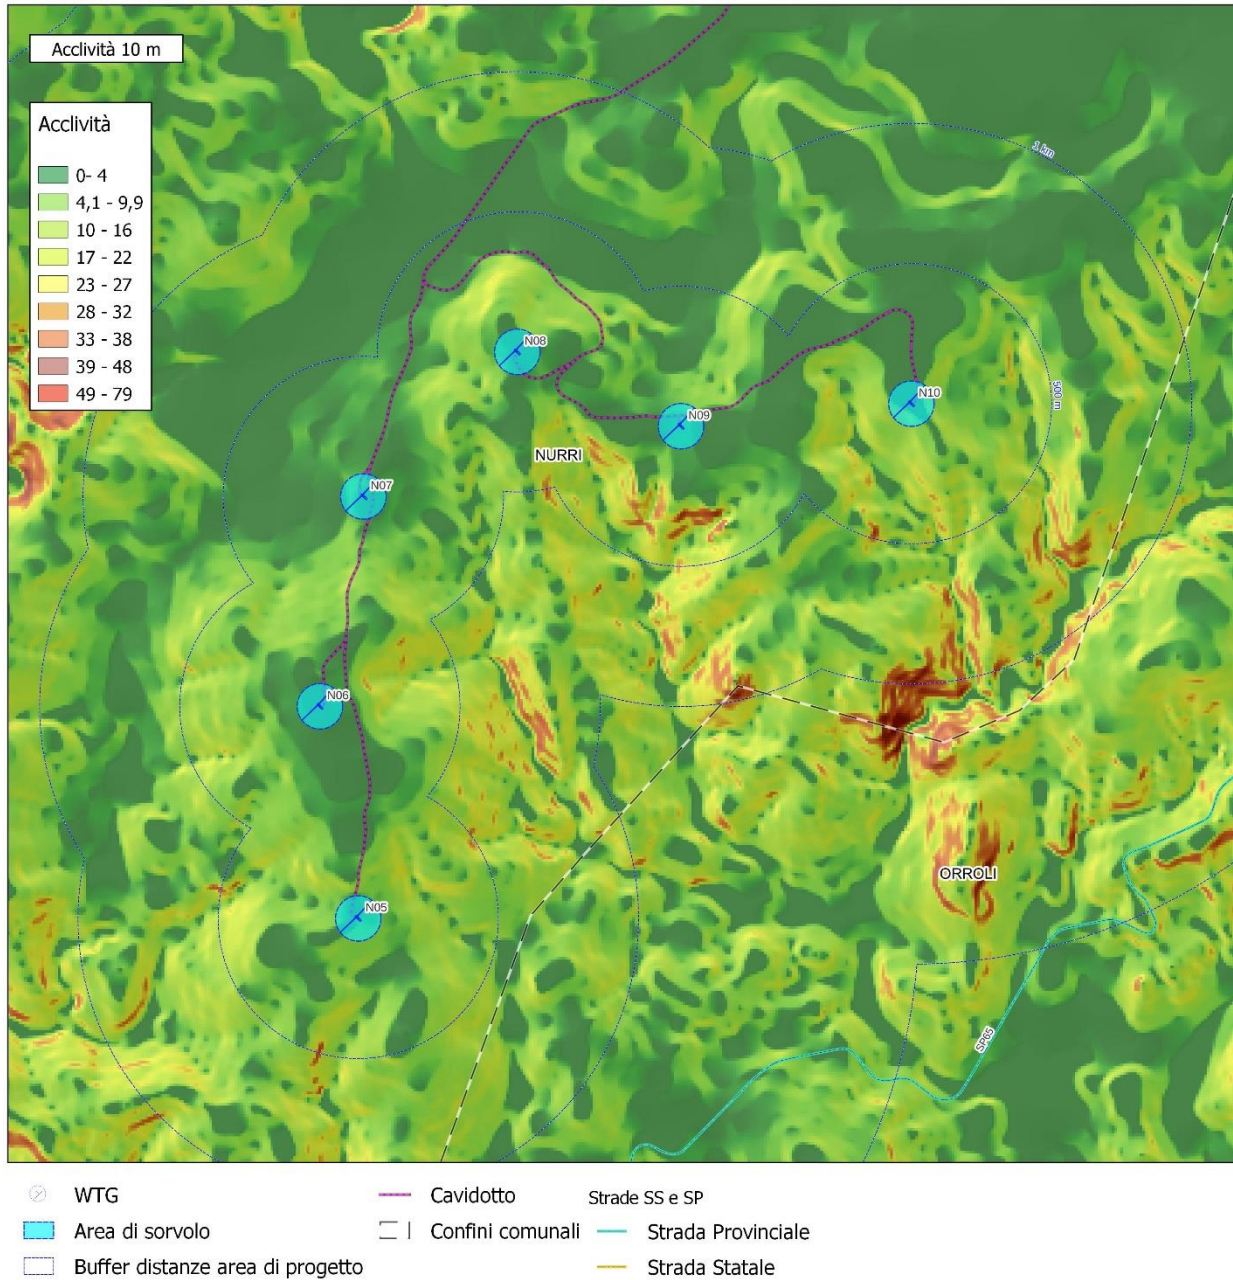 Acclività 10 m
Acclività
0- 4
4,1 - 9,9
10 - 16
17 - 22
23 - 27
28 - 32
33 - 38
39 - 48
49 - 79
1 km
N08
N10
500 m
N09
NURRI
N07
N06
ORROLI
N05
SP65
WTG
Cavidotto
Strade SS e SP
Area di sorvolo
Confini comunali
Strada Provinciale
Buffer distanze area di progetto
Strada Statale